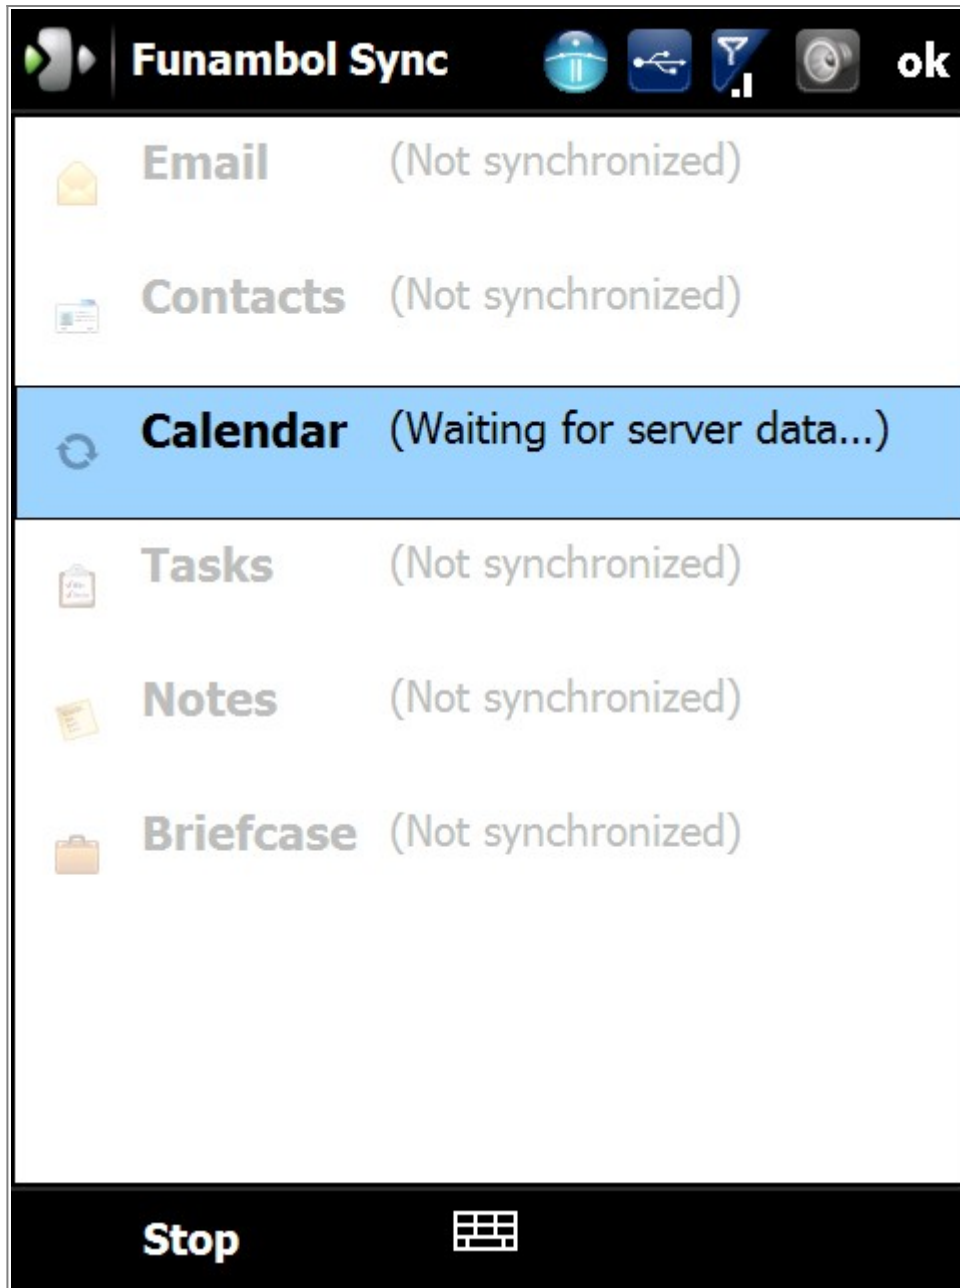 Funambol Sync ok
Email (Not synchronized)
Contacts (Not synchronized)
Calendar (Waiting for server data...)
Tasks (Not synchronized)
Notes (Not synchronized)
Briefcase (Not synchronized)
Stop